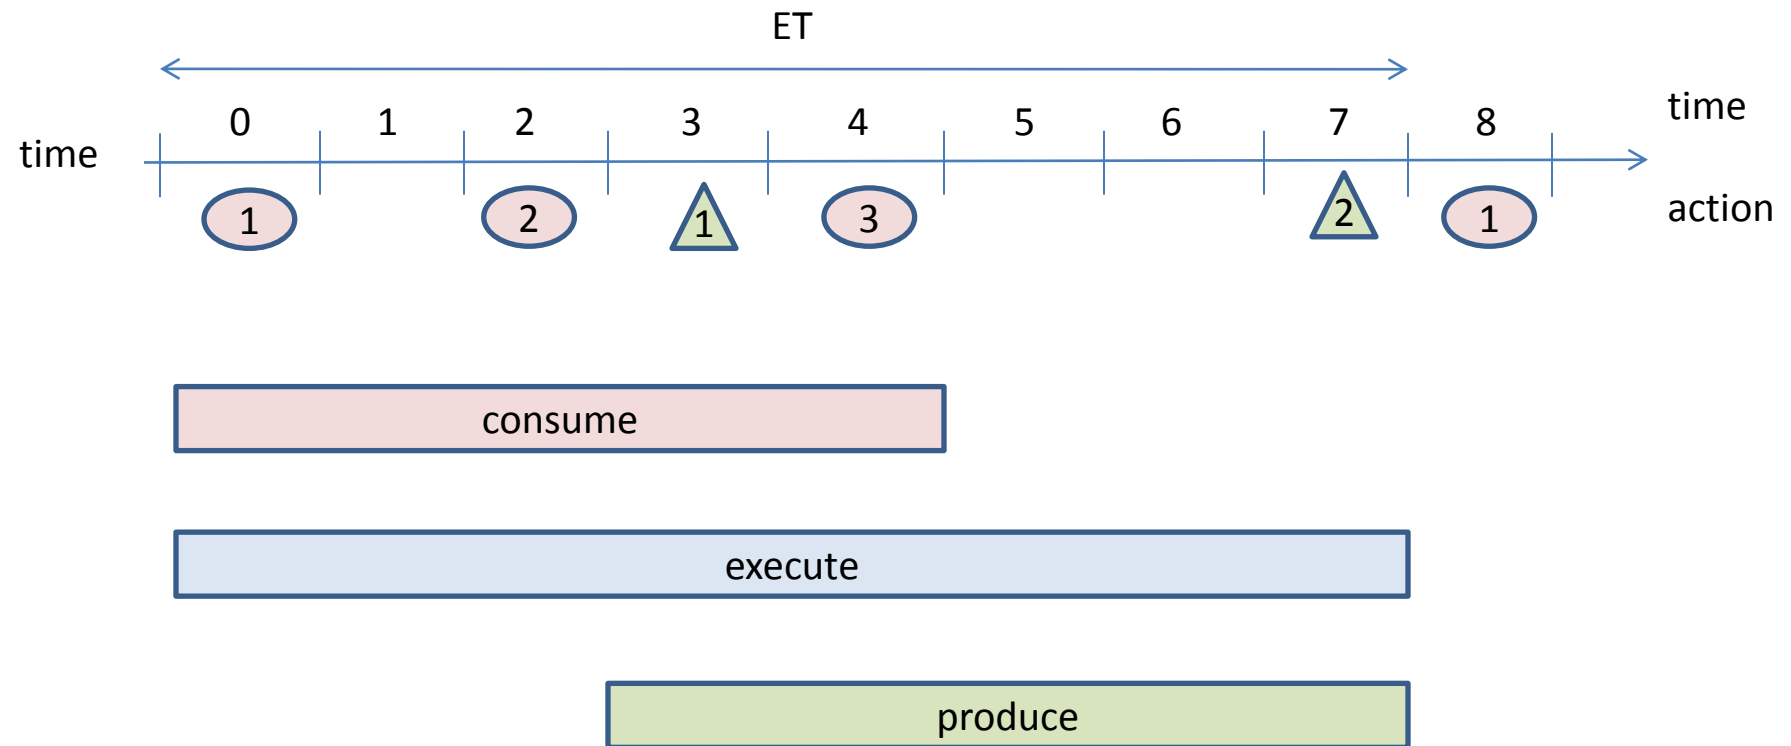 ET
time 0 1 2 3 4 5 6 7 8 time
1 2 1 3 2 1 action
consume
execute
produce